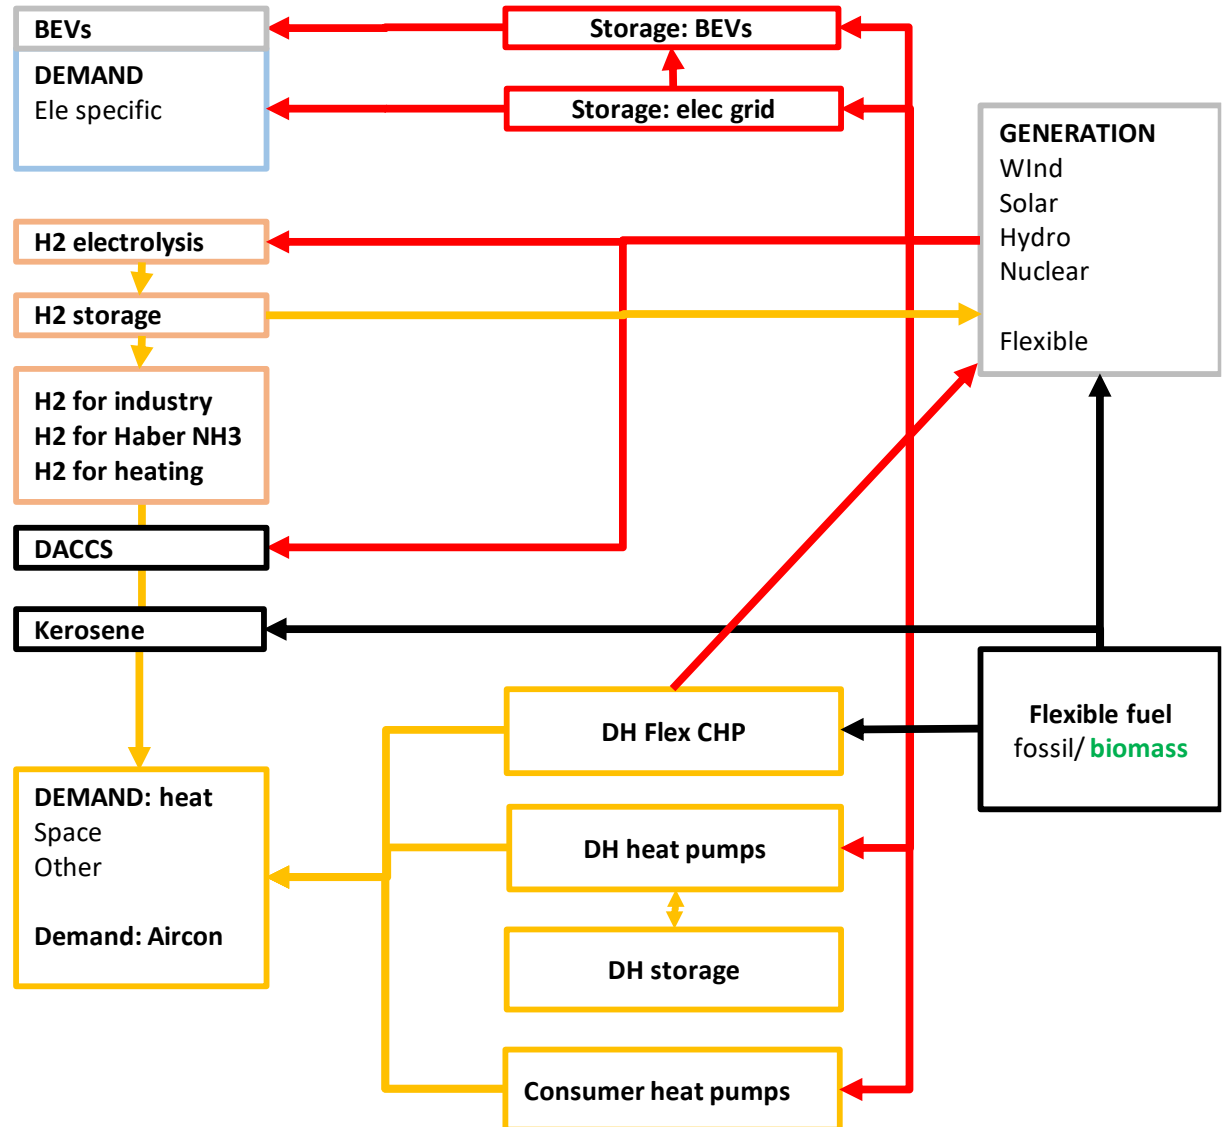 BEVs
DEMAND
Ele specific
Storage: BEVs
Storage: elec grid
GENERATION
WInd
Solar
Hydro
Nuclear
Flexible
H2 electrolysis
H2 storage
H2 for industry
H2 for Haber NH3
H2 for heating
DACCS
Kerosene
DEMAND: heat
Space
Other
Demand: Aircon
DH Flex CHP
DH heat pumps
DH storage
Consumer heat pumps
Flexible fuel
fossil/ biomass